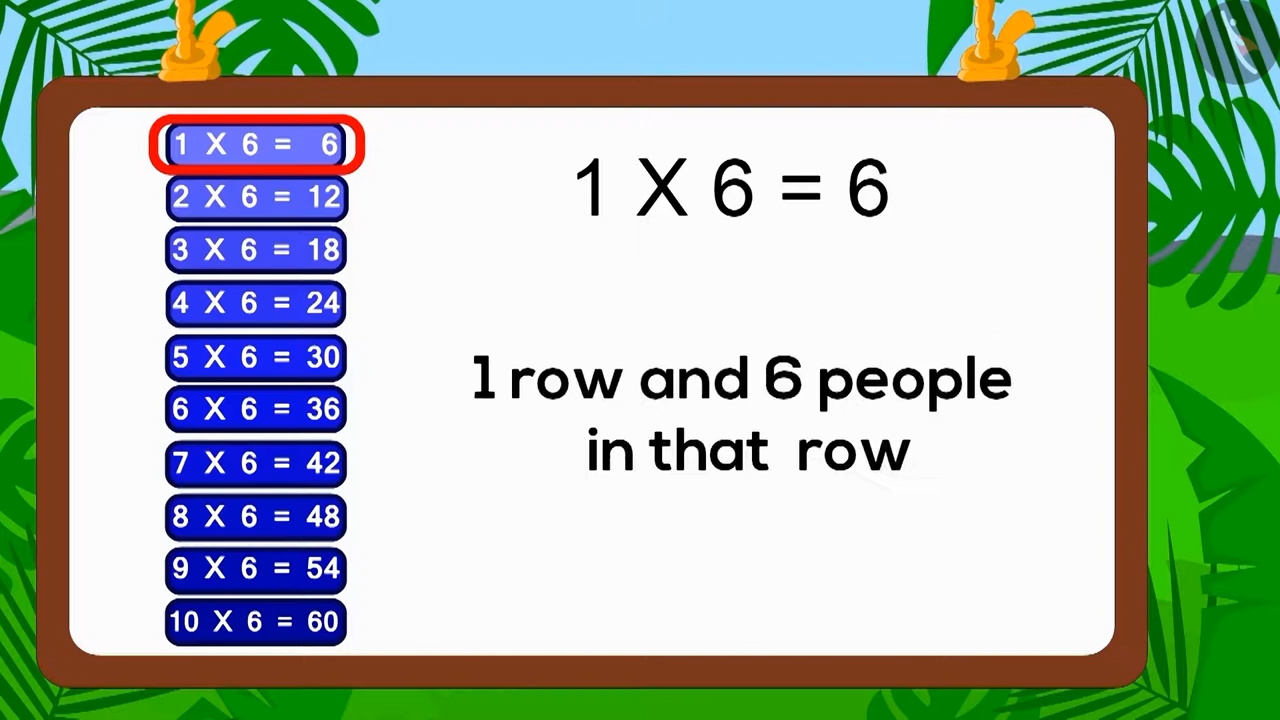 1 X 6 = 6
2 X 6 = 12
3 X 6 = 18
4 X 6 = 24
5 X 6 = 30
6 X 6 = 36
7 X 6 = 42
8 X 6 = 48
9 X 6 = 54
10 X 6 = 60
1 X 6 = 6
1 row and 6 people
in that row